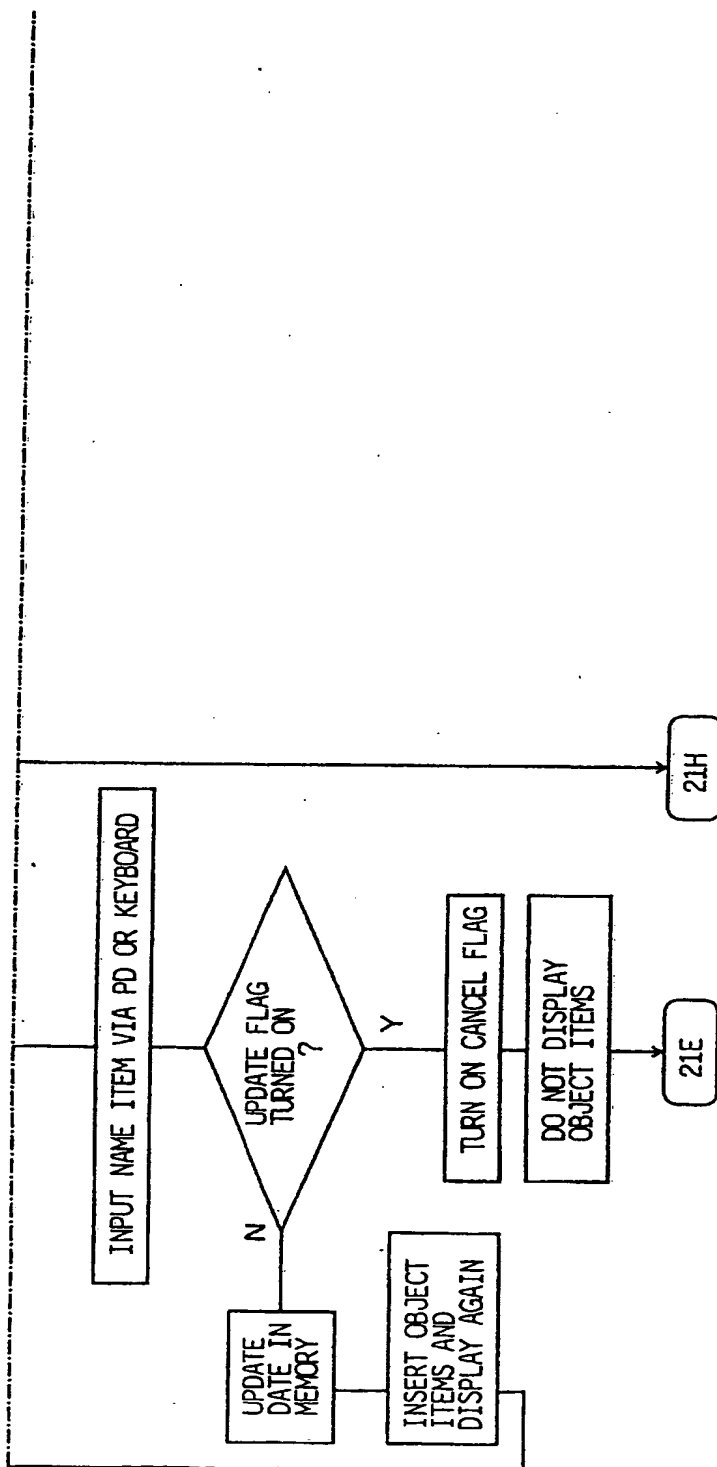 INPUT NAME ITEM VIA PD OR KEYBOARD
UPDATE FLAG
TURNED ON
?
N
Y
UPDATE
DATE IN
MEMORY
INSERT OBJECT
ITEMS AND
DISPLAY AGAIN
TURN ON CANCEL FLAG
DO NOT DISPLAY
OBJECT ITEMS
21E
21H